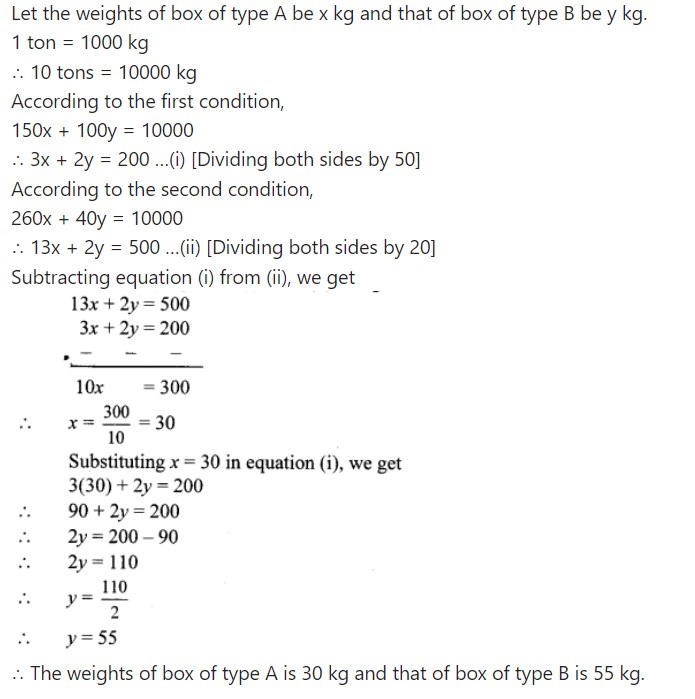 Let the weights of box of type A be x kg and that of box of type B be y kg.
1 ton = 1000 kg
∴ 10 tons = 10000 kg
According to the first condition,
150x + 100y = 10000
∴ 3x + 2y = 200 …(i) [Dividing both sides by 50]
According to the second condition,
260x + 40y = 10000
∴ 13x + 2y = 500 …(ii) [Dividing both sides by 20]
Subtracting equation (i) from (ii), we get
13x + 2y = 500
3x + 2y = 200
– – –
10x = 300
∴ x = 300/10 = 30
Substituting x = 30 in equation (i), we get
3(30) + 2y = 200
∴ 90 + 2y = 200
∴ 2y = 200 – 90
∴ 2y = 110
∴ y = 110/2
∴ y = 55
∴ The weights of box of type A is 30 kg and that of box of type B is 55 kg.